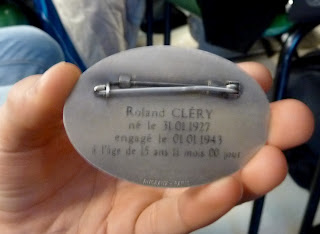 Roland CLÉRY
né le 31.01.1927
engagé le 01.01.1943
à l'âge de 15 ans 11 mois 00 jour